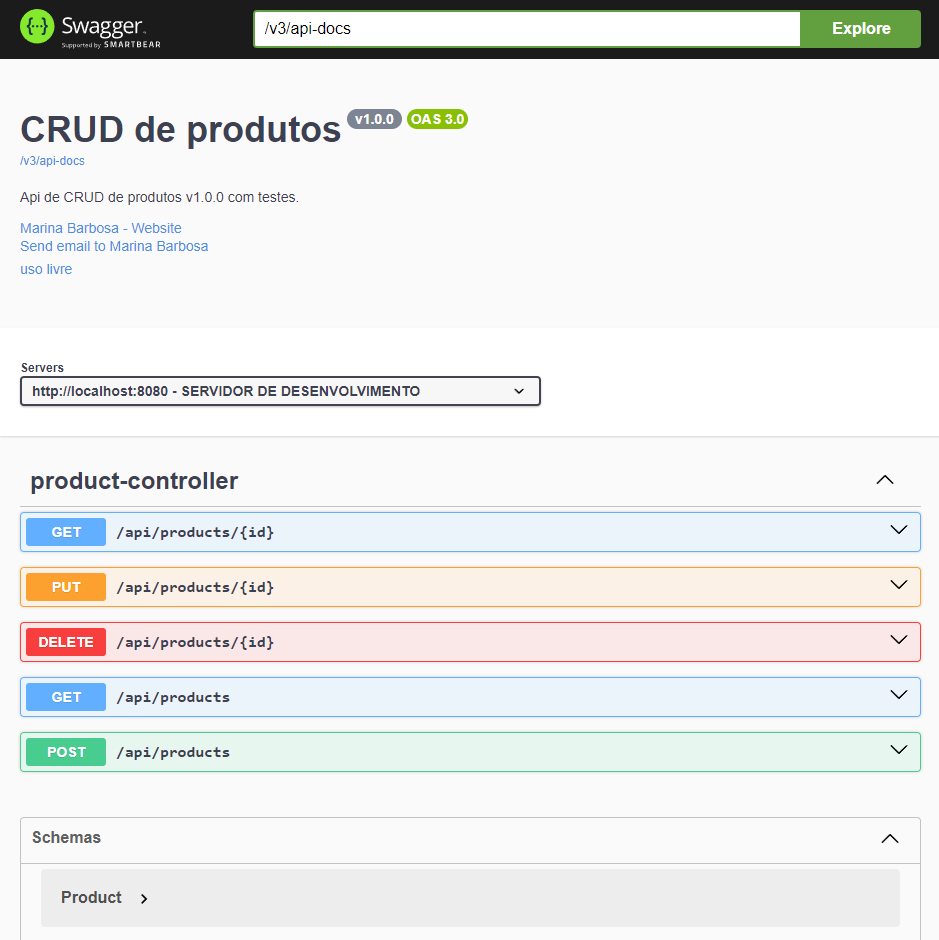 Swagger.
Supported by SMARTBEAR
/v3/api-docs
Explore
CRUD de produtos v1.0.0 OAS 3.0
/v3/api-docs
Api de CRUD de produtos v1.0.0 com testes.
Marina Barbosa - Website
Send email to Marina Barbosa
uso livre
Servers
http://localhost:8080 - SERVIDOR DE DESENVOLVIMENTO
product-controller
GET /api/products/{id}
PUT /api/products/{id}
DELETE /api/products/{id}
GET /api/products
POST /api/products
Schemas
Product